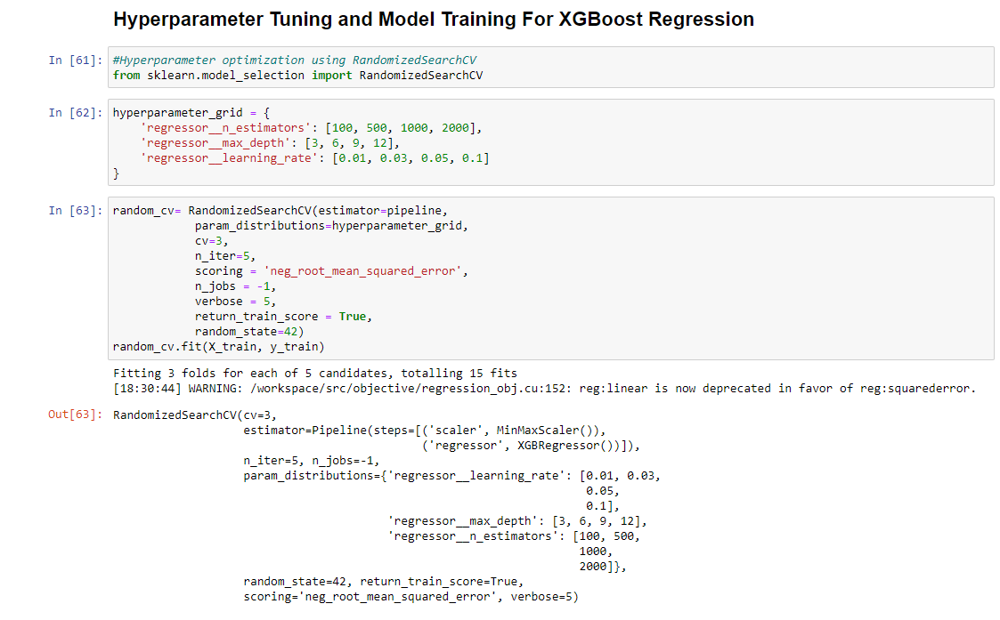 Hyperparameter Tuning and Model Training For XGBoost Regression
In [61]: #Hyperparameter optimization using RandomizedSearchCV
from sklearn.model_selection import RandomizedSearchCV
In [62]: hyperparameter_grid = {
'regressor__n_estimators': [100, 500, 1000, 2000],
'regressor__max_depth': [3, 6, 9, 12],
'regressor__learning_rate': [0.01, 0.03, 0.05, 0.1]
}
In [63]: random_cv= RandomizedSearchCV(estimator=pipeline,
param_distributions=hyperparameter_grid,
cv=3,
n_iter=5,
scoring = 'neg_root_mean_squared_error',
n_jobs = -1,
verbose = 5,
return_train_score = True,
random_state=42)
random_cv.fit(X_train, y_train)
Fitting 3 folds for each of 5 candidates, totalling 15 fits
[18:30:44] WARNING: /workspace/src/objective/regression_obj.cu:152: reg:linear is now deprecated in favor of reg:squarederror.
Out[63]: RandomizedSearchCV(cv=3,
estimator=Pipeline(steps=[('scaler', MinMaxScaler()),
('regressor', XGBRegressor())]),
n_iter=5, n_jobs=-1,
param_distributions={'regressor__learning_rate': [0.01, 0.03,
0.05,
0.1],
'regressor__max_depth': [3, 6, 9, 12],
'regressor__n_estimators': [100, 500,
1000,
2000]},
random_state=42, return_train_score=True,
scoring='neg_root_mean_squared_error', verbose=5)